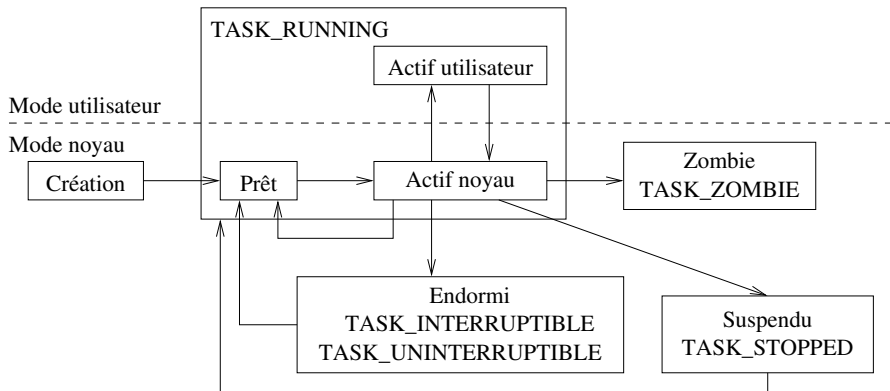 TASK_RUNNING
Actif utilisateur
Mode utilisateur
Mode noyau
Création
Prêt
Actif noyau
Zombie
TASK_ZOMBIE
Endormi
TASK_INTERRUPTIBLE
TASK_UNINTERRUPTIBLE
Suspendu
TASK_STOPPED